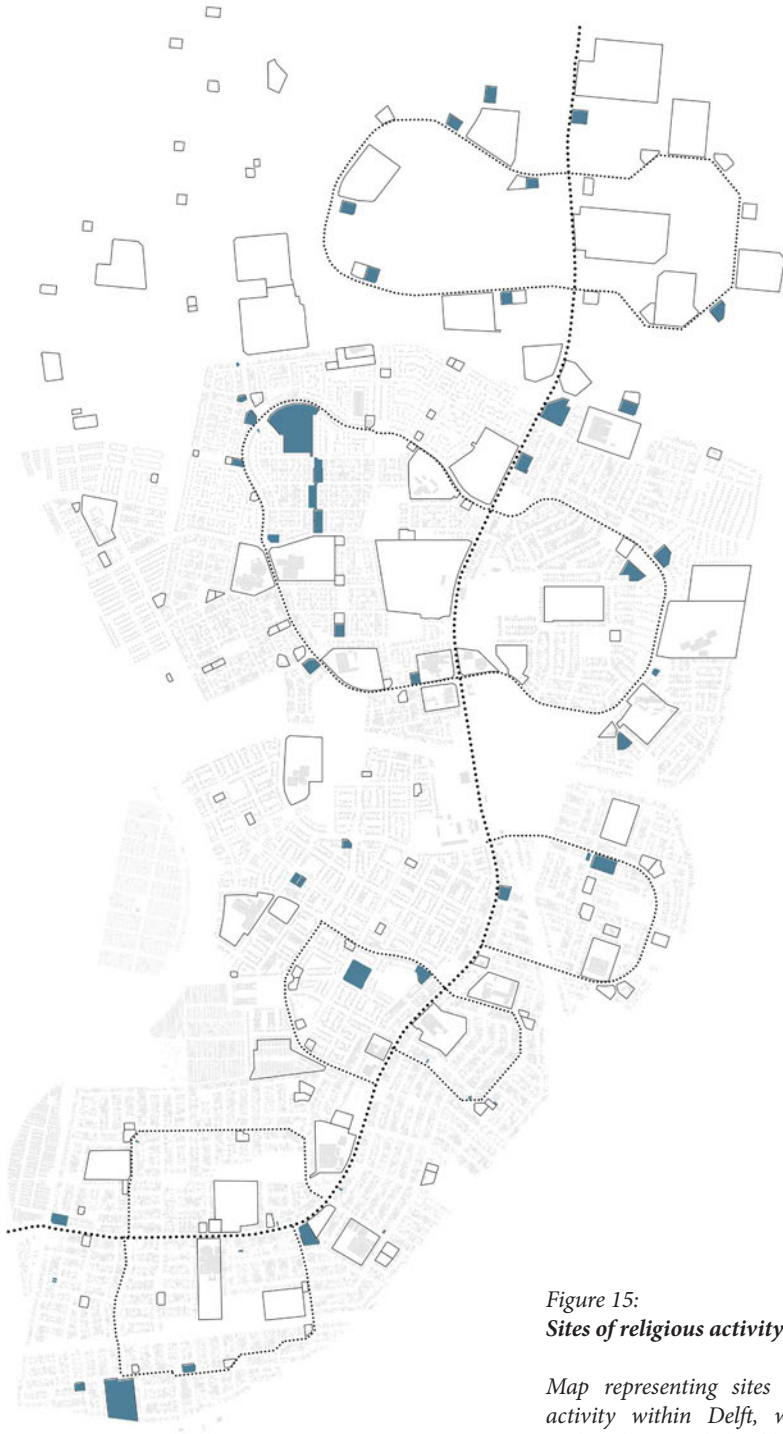 Figure 15:
Sites of religious activity
Map representing sites
activity within Delft,